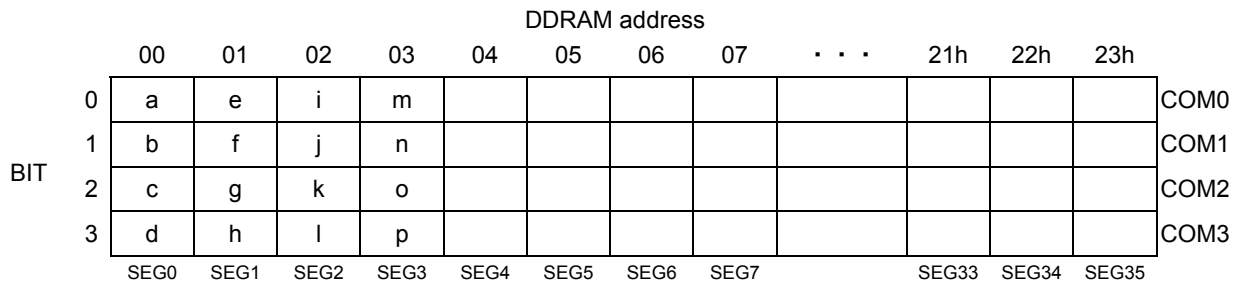 DDRAM address
00 01 02 03 04 05 06 07 · · · 21h 22h 23h
0 a e i m COM0
1 b f j n COM1
BIT
2 c g k o COM2
3 d h l p COM3
SEG0 SEG1 SEG2 SEG3 SEG4 SEG5 SEG6 SEG7 SEG33 SEG34 SEG35